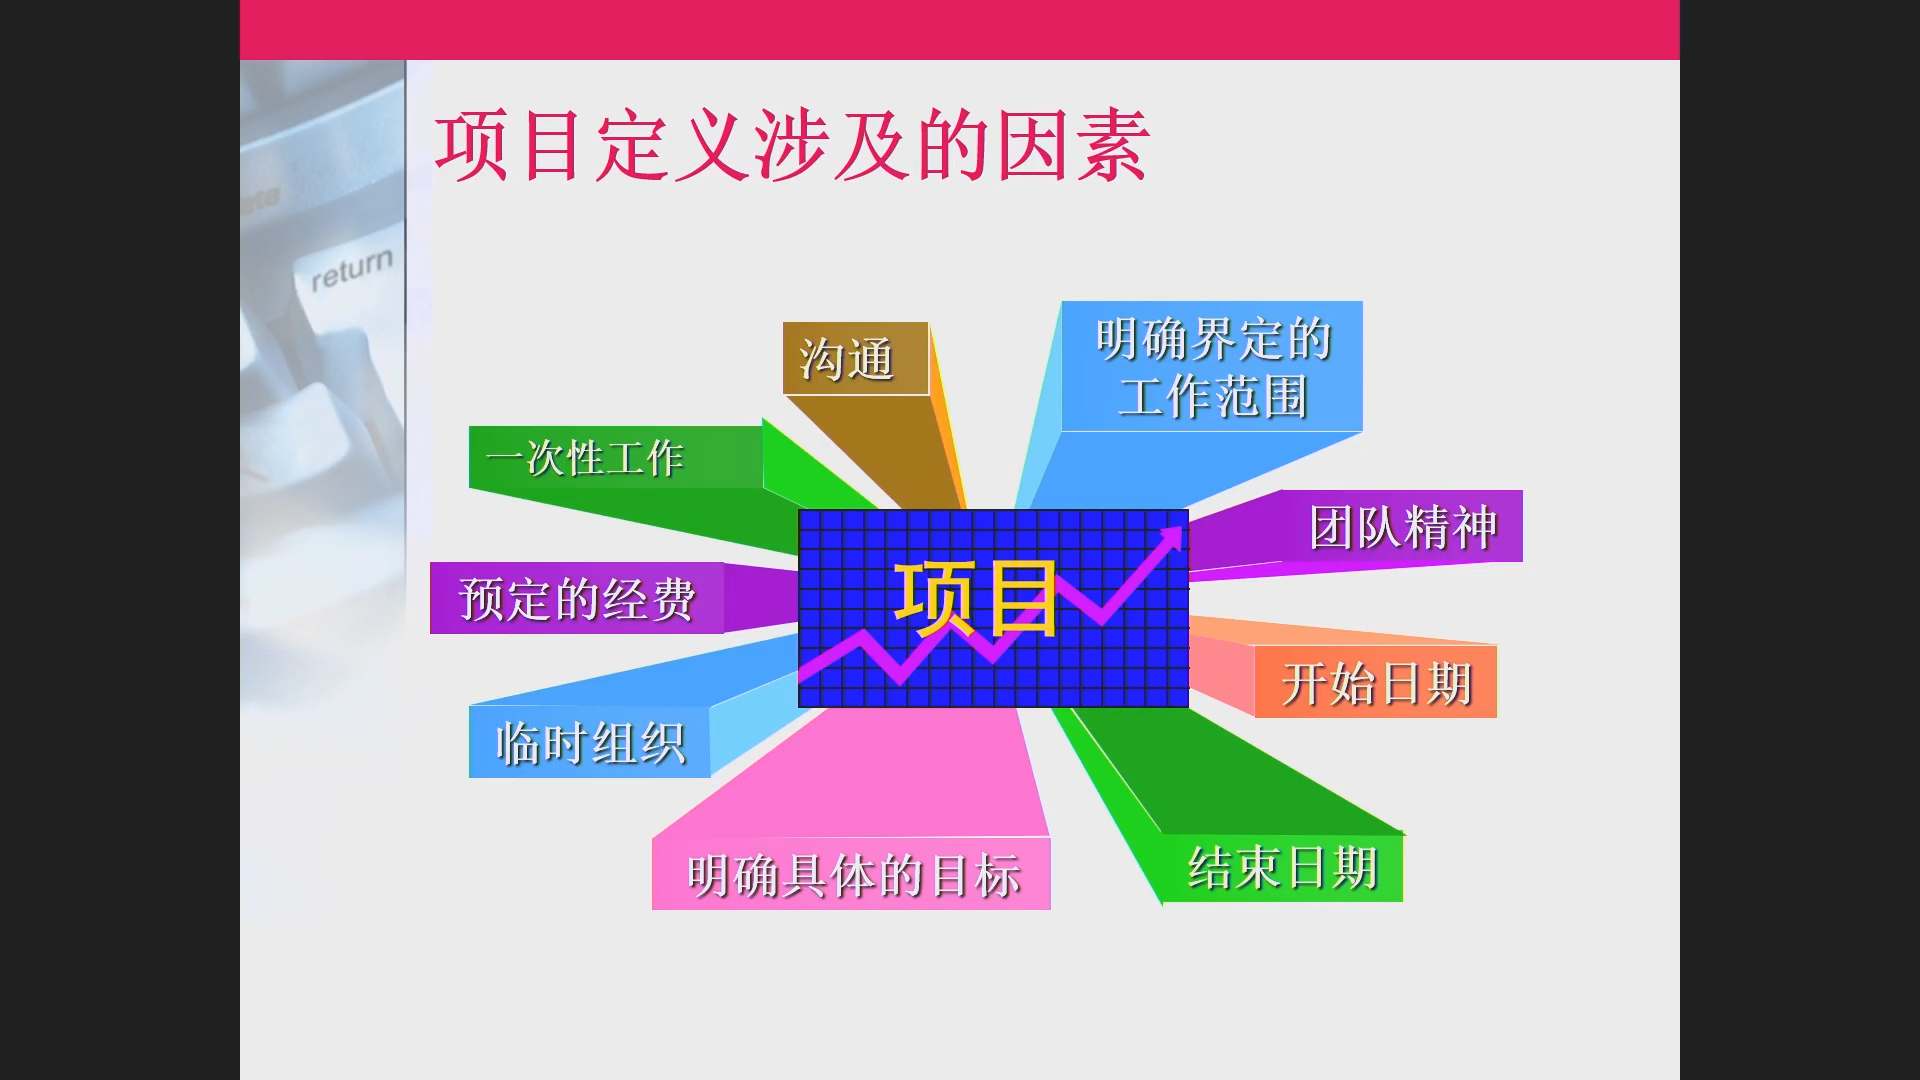 项目定义涉及的因素
return
沟通
明确界定的
工作范围
一次性工作
团队精神
项目
预定的经费
开始日期
临时组织
明确具体的目标
结束日期